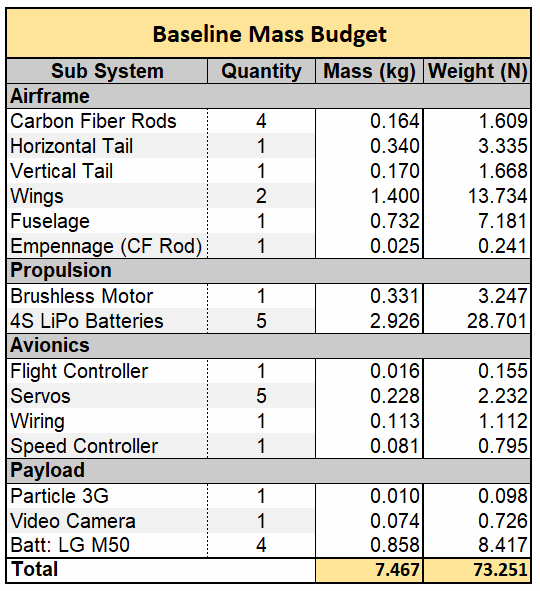 Baseline Mass Budget
Sub System Quantity Mass (kg) Weight (N)
Airframe
Carbon Fiber Rods 4 0.164 1.609
Horizontal Tail 1 0.340 3.335
Vertical Tail 1 0.170 1.668
Wings 2 1.400 13.734
Fuselage 1 0.732 7.181
Empennage (CF Rod) 1 0.025 0.241
Propulsion
Brushless Motor 1 0.331 3.247
4S LiPo Batteries 5 2.926 28.701
Avionics
Flight Controller 1 0.016 0.155
Servos 5 0.228 2.232
Wiring 1 0.113 1.112
Speed Controller 1 0.081 0.795
Payload
Particle 3G 1 0.010 0.098
Video Camera 1 0.074 0.726
Batt: LG M50 4 0.858 8.417
Total 7.467 73.251